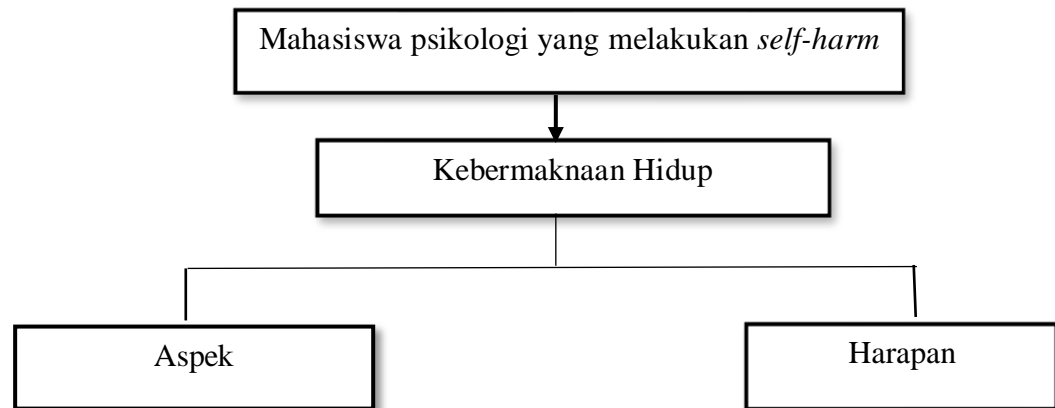 Mahasiswa psikologi yang melakukan self-harm
Kebermaknaan Hidup
Aspek
Harapan